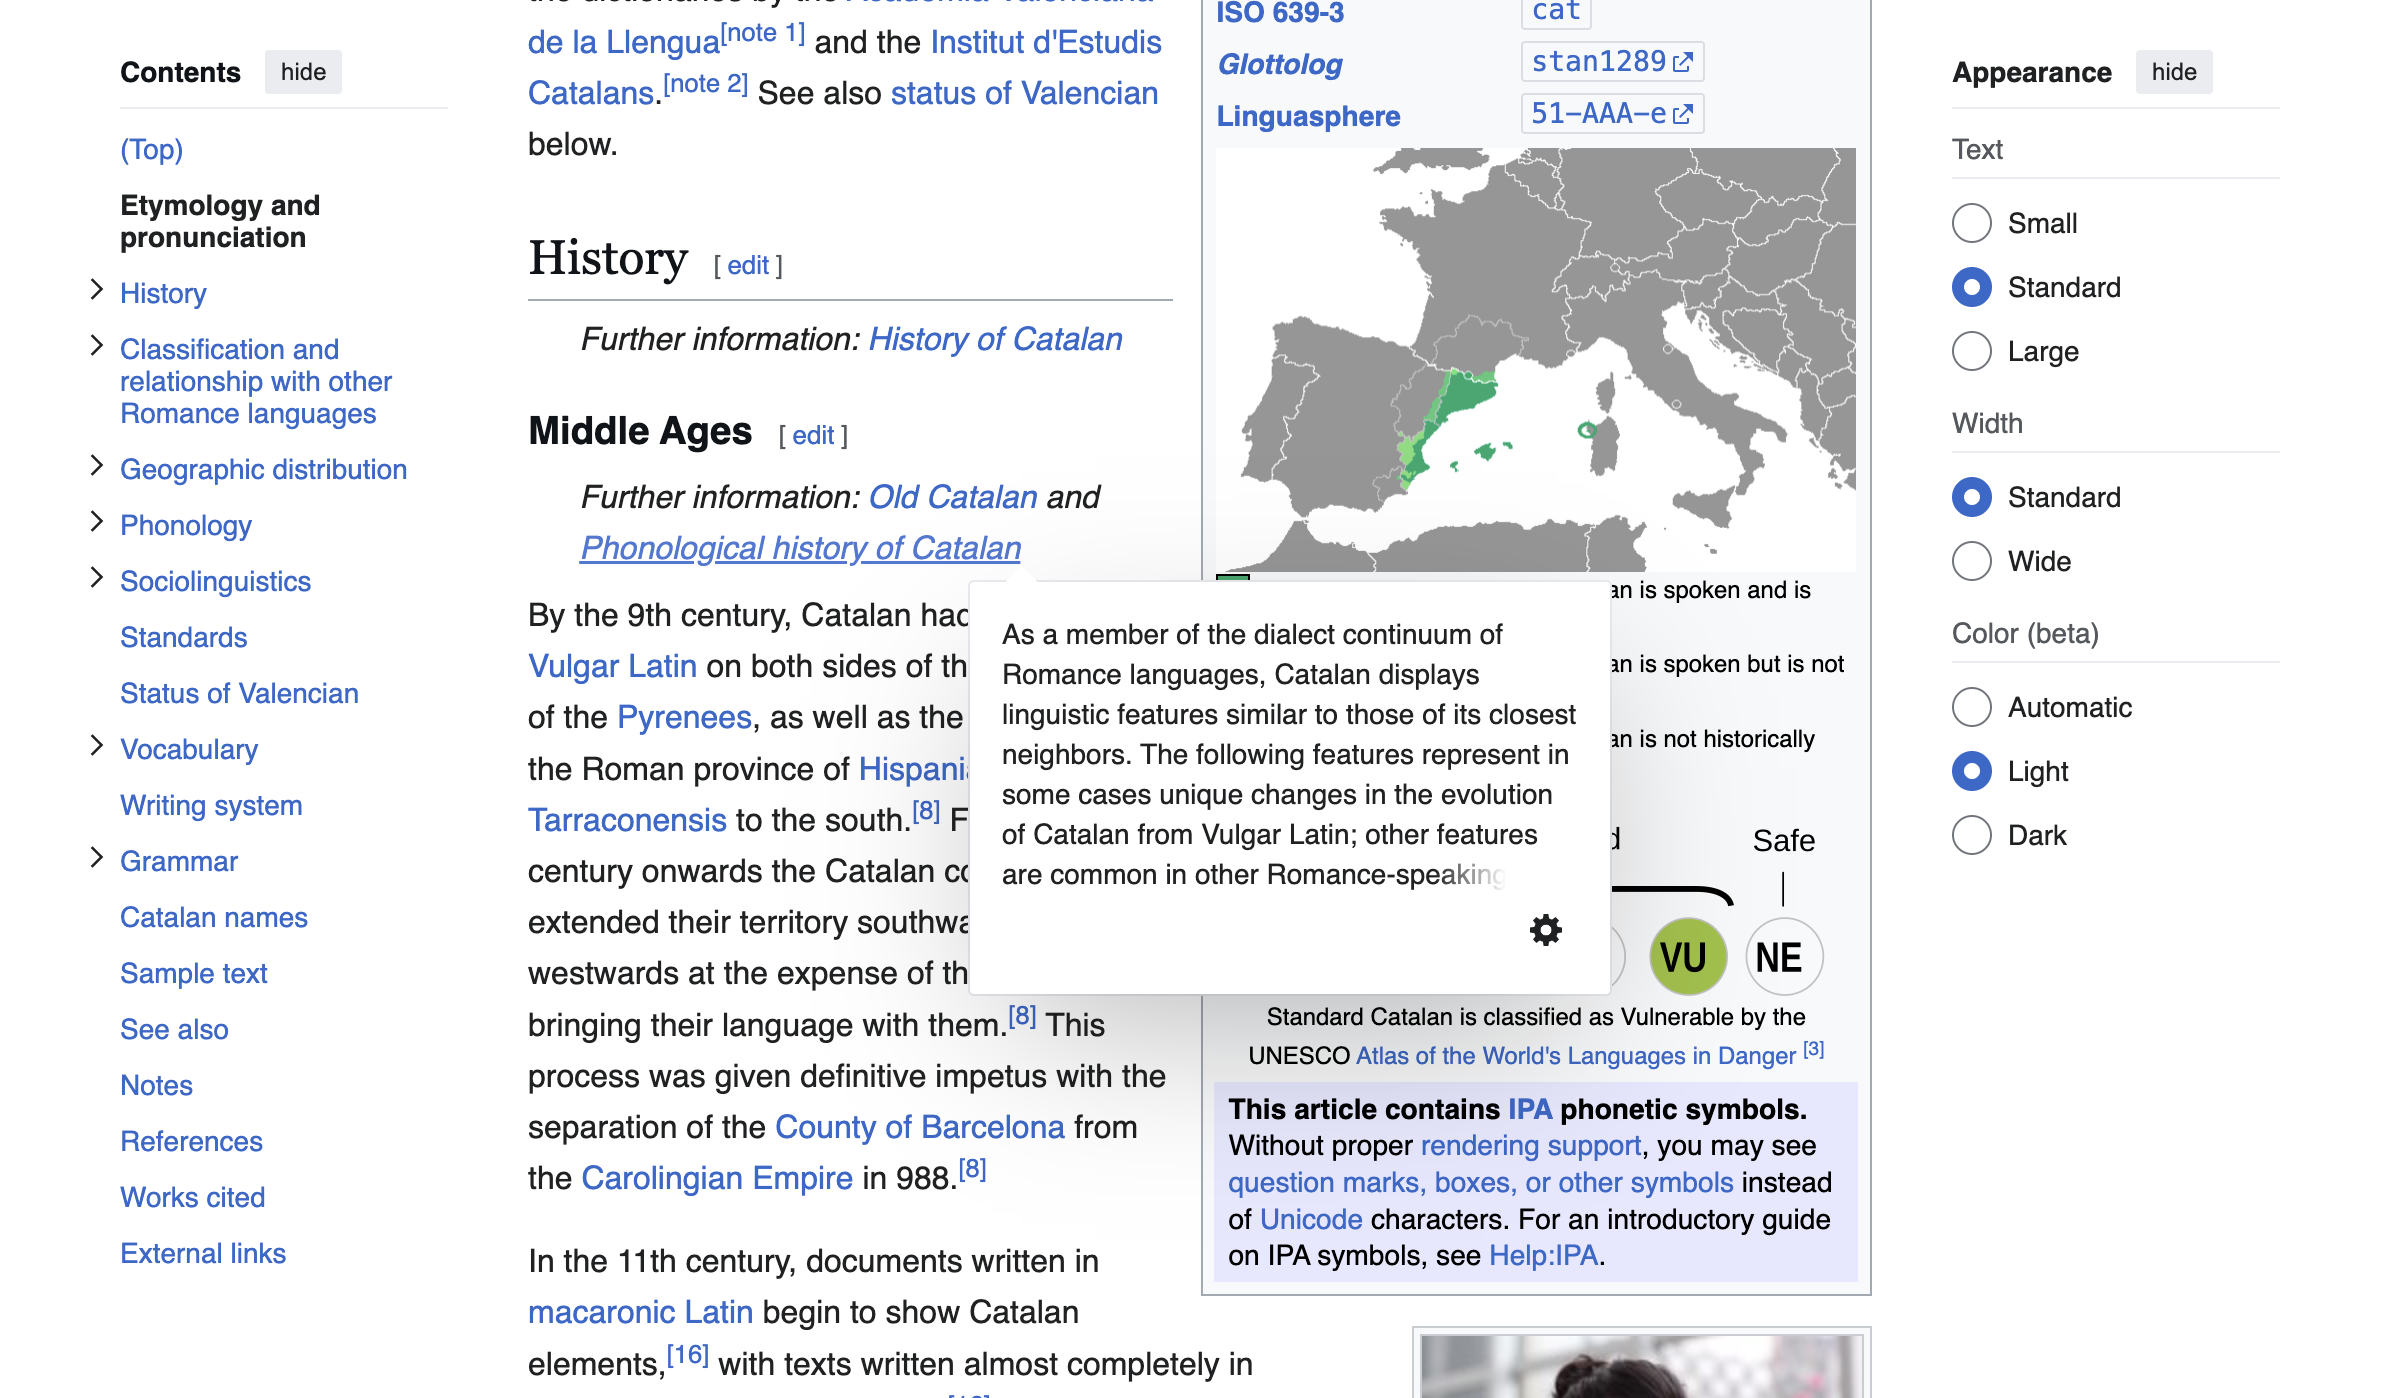 Contents hide
(Top)
Etymology and
pronunciation
History
Classification and
relationship with other
Romance languages
Geographic distribution
Phonology
Sociolinguistics
Standards
Status of Valencian
Vocabulary
Writing system
Grammar
Catalan names
Sample text
See also
Notes
References
Works cited
External links
de la Llengua[note 1] and the Institut d'Estudis
Catalans.[note 2] See also status of Valencian
below.
History [ edit ]
Further information: History of Catalan
Middle Ages [ edit ]
Further information: Old Catalan and
Phonological history of Catalan
By the 9th century, Catalan had
Vulgar Latin on both sides of th
of the Pyrenees, as well as the
the Roman province of Hispani
Tarraconensis to the south.[8] F
century onwards the Catalan co
extended their territory southwa
westwards at the expense of th
bringing their language with them.[8] This
process was given definitive impetus with the
separation of the County of Barcelona from
the Carolingian Empire in 988.[8]
In the 11th century, documents written in
macaronic Latin begin to show Catalan
elements,[16] with texts written almost completely in
As a member of the dialect continuum of
Romance languages, Catalan displays
linguistic features similar to those of its closest
neighbors. The following features represent in
some cases unique changes in the evolution
of Catalan from Vulgar Latin; other features
are common in other Romance-speaking
ISO 639-3 cat
Glottolog stan1289
Linguasphere 51-AAA-e
an is spoken and is
an is spoken but is not
an is not historically
d Safe
VU NE
Standard Catalan is classified as Vulnerable by the
UNESCO Atlas of the World's Languages in Danger [3]
This article contains IPA phonetic symbols.
Without proper rendering support, you may see
question marks, boxes, or other symbols instead
of Unicode characters. For an introductory guide
on IPA symbols, see Help:IPA.
Appearance hide
Text
Small
Standard
Large
Width
Standard
Wide
Color (beta)
Automatic
Light
Dark